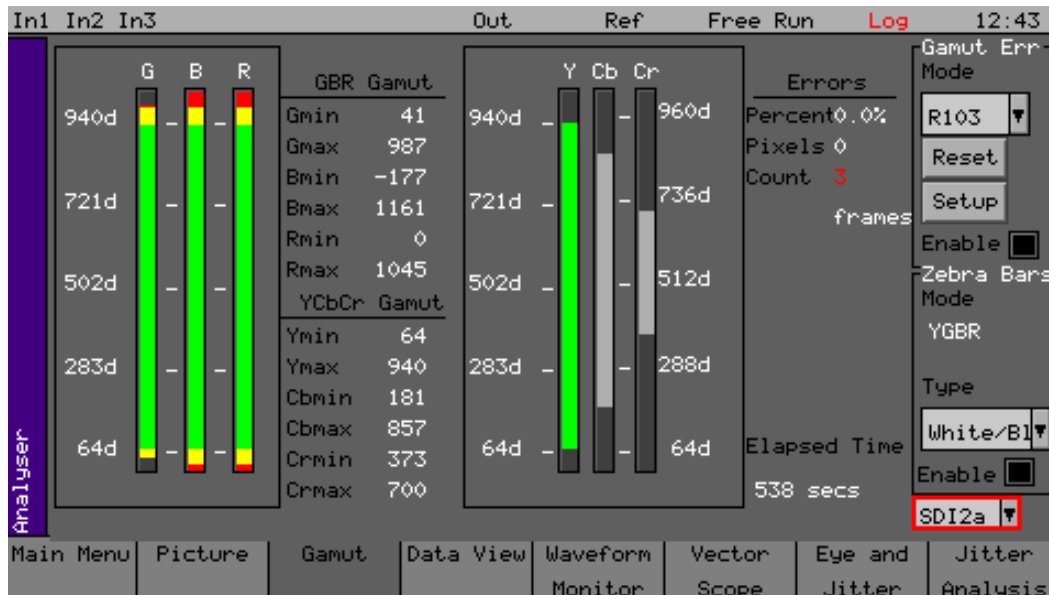 In1 In2 In3 Out Ref Free Run Log 12:43
Analyser
G B R
940d
721d
502d
283d
64d
GBR Gamut
Gmin 41
Gmax 987
Bmin -177
Bmax 1161
Rmin 0
Rmax 1045
YCbCr Gamut
Ymin 64
Ymax 940
Cbmin 181
Cbmax 857
Crmin 373
Crmax 700
Y Cb Cr
940d 960d
721d 736d
502d 512d
283d 288d
64d 64d
Errors
Percent0.0%
Pixels 0
Count 3
frames
Elapsed Time
538 secs
Gamut Err
Mode
R103
Reset
Setup
Enable
Zebra Bars
Mode
YGBR
Type
White/Bl
Enable
SDI2a
Main Menu Picture Gamut Data View Waveform Monitor Vector Scope Eye and Jitter Jitter Analysis